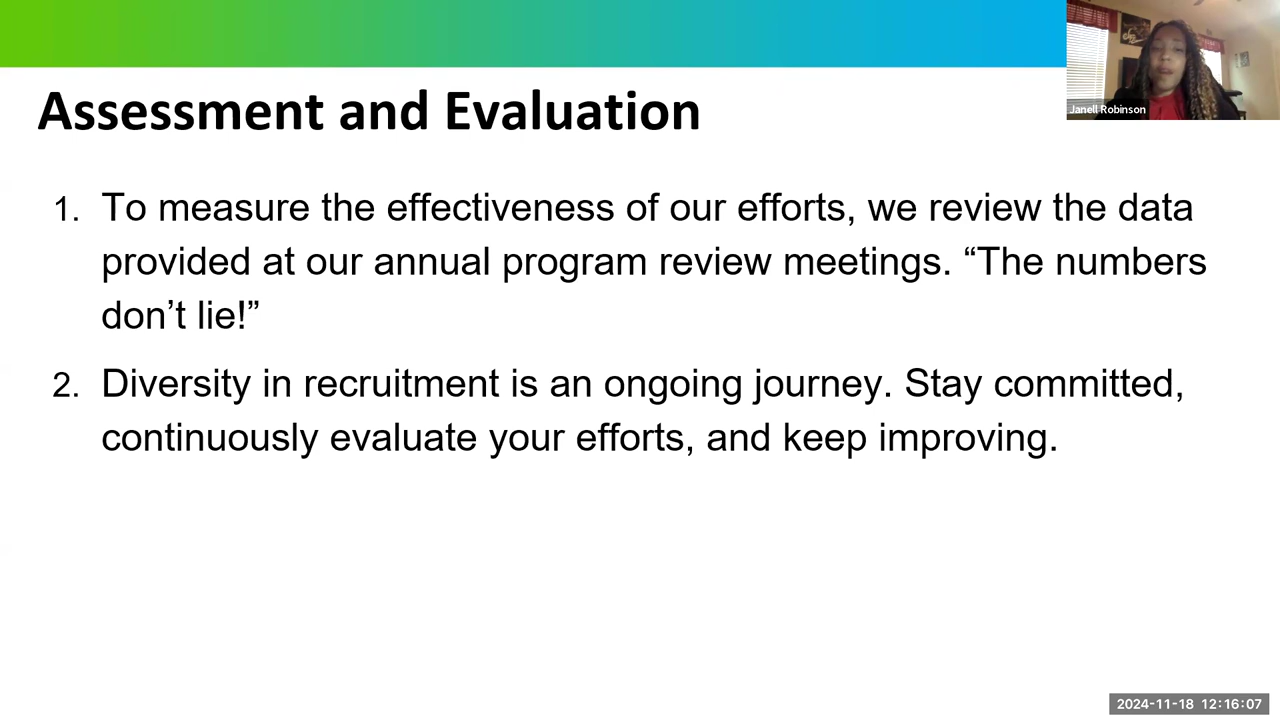 Janell Robinson
Assessment and Evaluation
1. To measure the effectiveness of our efforts, we review the data
provided at our annual program review meetings. “The numbers
don’t lie!”
2. Diversity in recruitment is an ongoing journey. Stay committed,
continuously evaluate your efforts, and keep improving.
2024-11-18 12:16:07